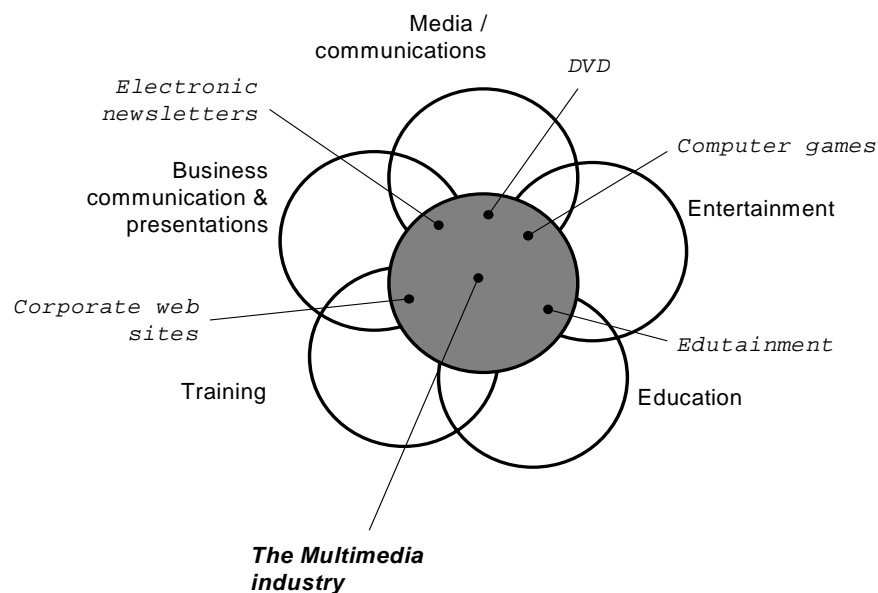 Media /
communications
DVD
Electronic
newsletters
Computer games
Business
communication &
presentations
Entertainment
Corporate web
sites
Edutainment
Training
Education
The Multimedia
industry